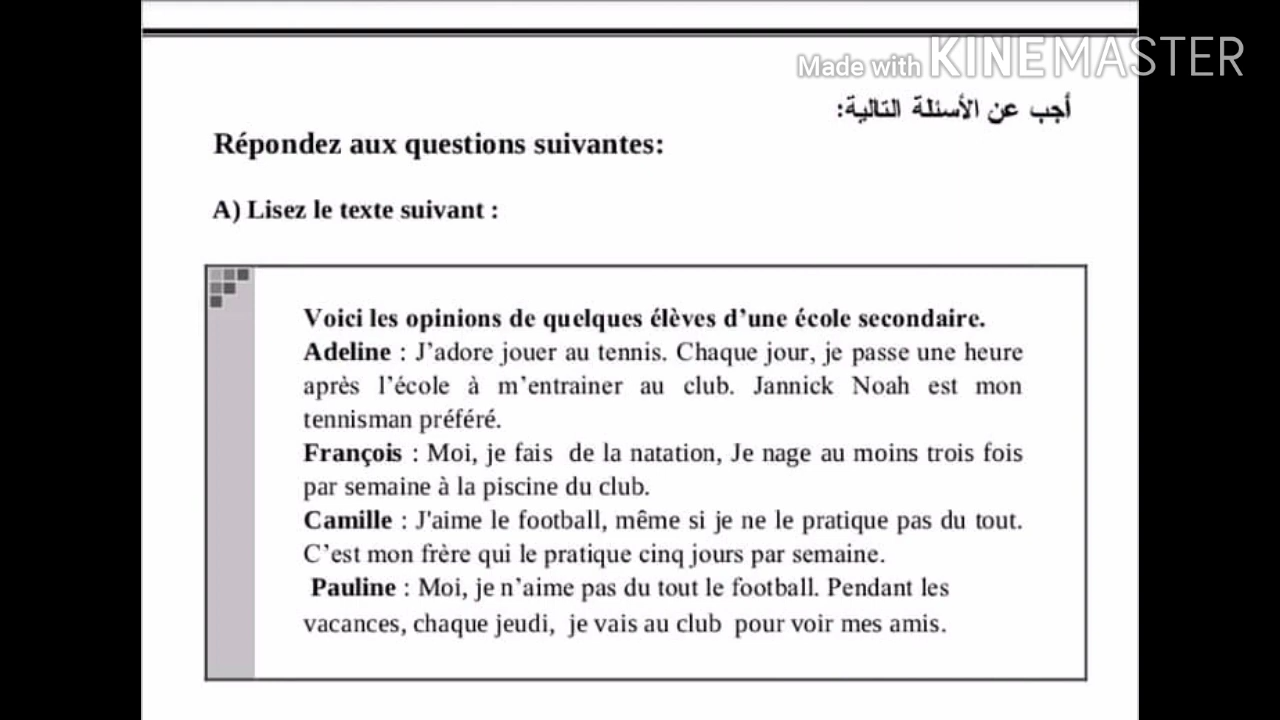 Made with KINEMASTER
أجب عن الأسئلة التالية:
Répondez aux questions suivantes:
A) Lisez le texte suivant :
Voici les opinions de quelques élèves d’une école secondaire.
Adeline : J’adore jouer au tennis. Chaque jour, je passe une heure
après l’école à m’entrainer au club. Jannick Noah est mon
tennisman préféré.
François : Moi, je fais de la natation, Je nage au moins trois fois
par semaine à la piscine du club.
Camille : J'aime le football, même si je ne le pratique pas du tout.
C’est mon frère qui le pratique cinq jours par semaine.
Pauline : Moi, je n’aime pas du tout le football. Pendant les
vacances, chaque jeudi, je vais au club pour voir mes amis.